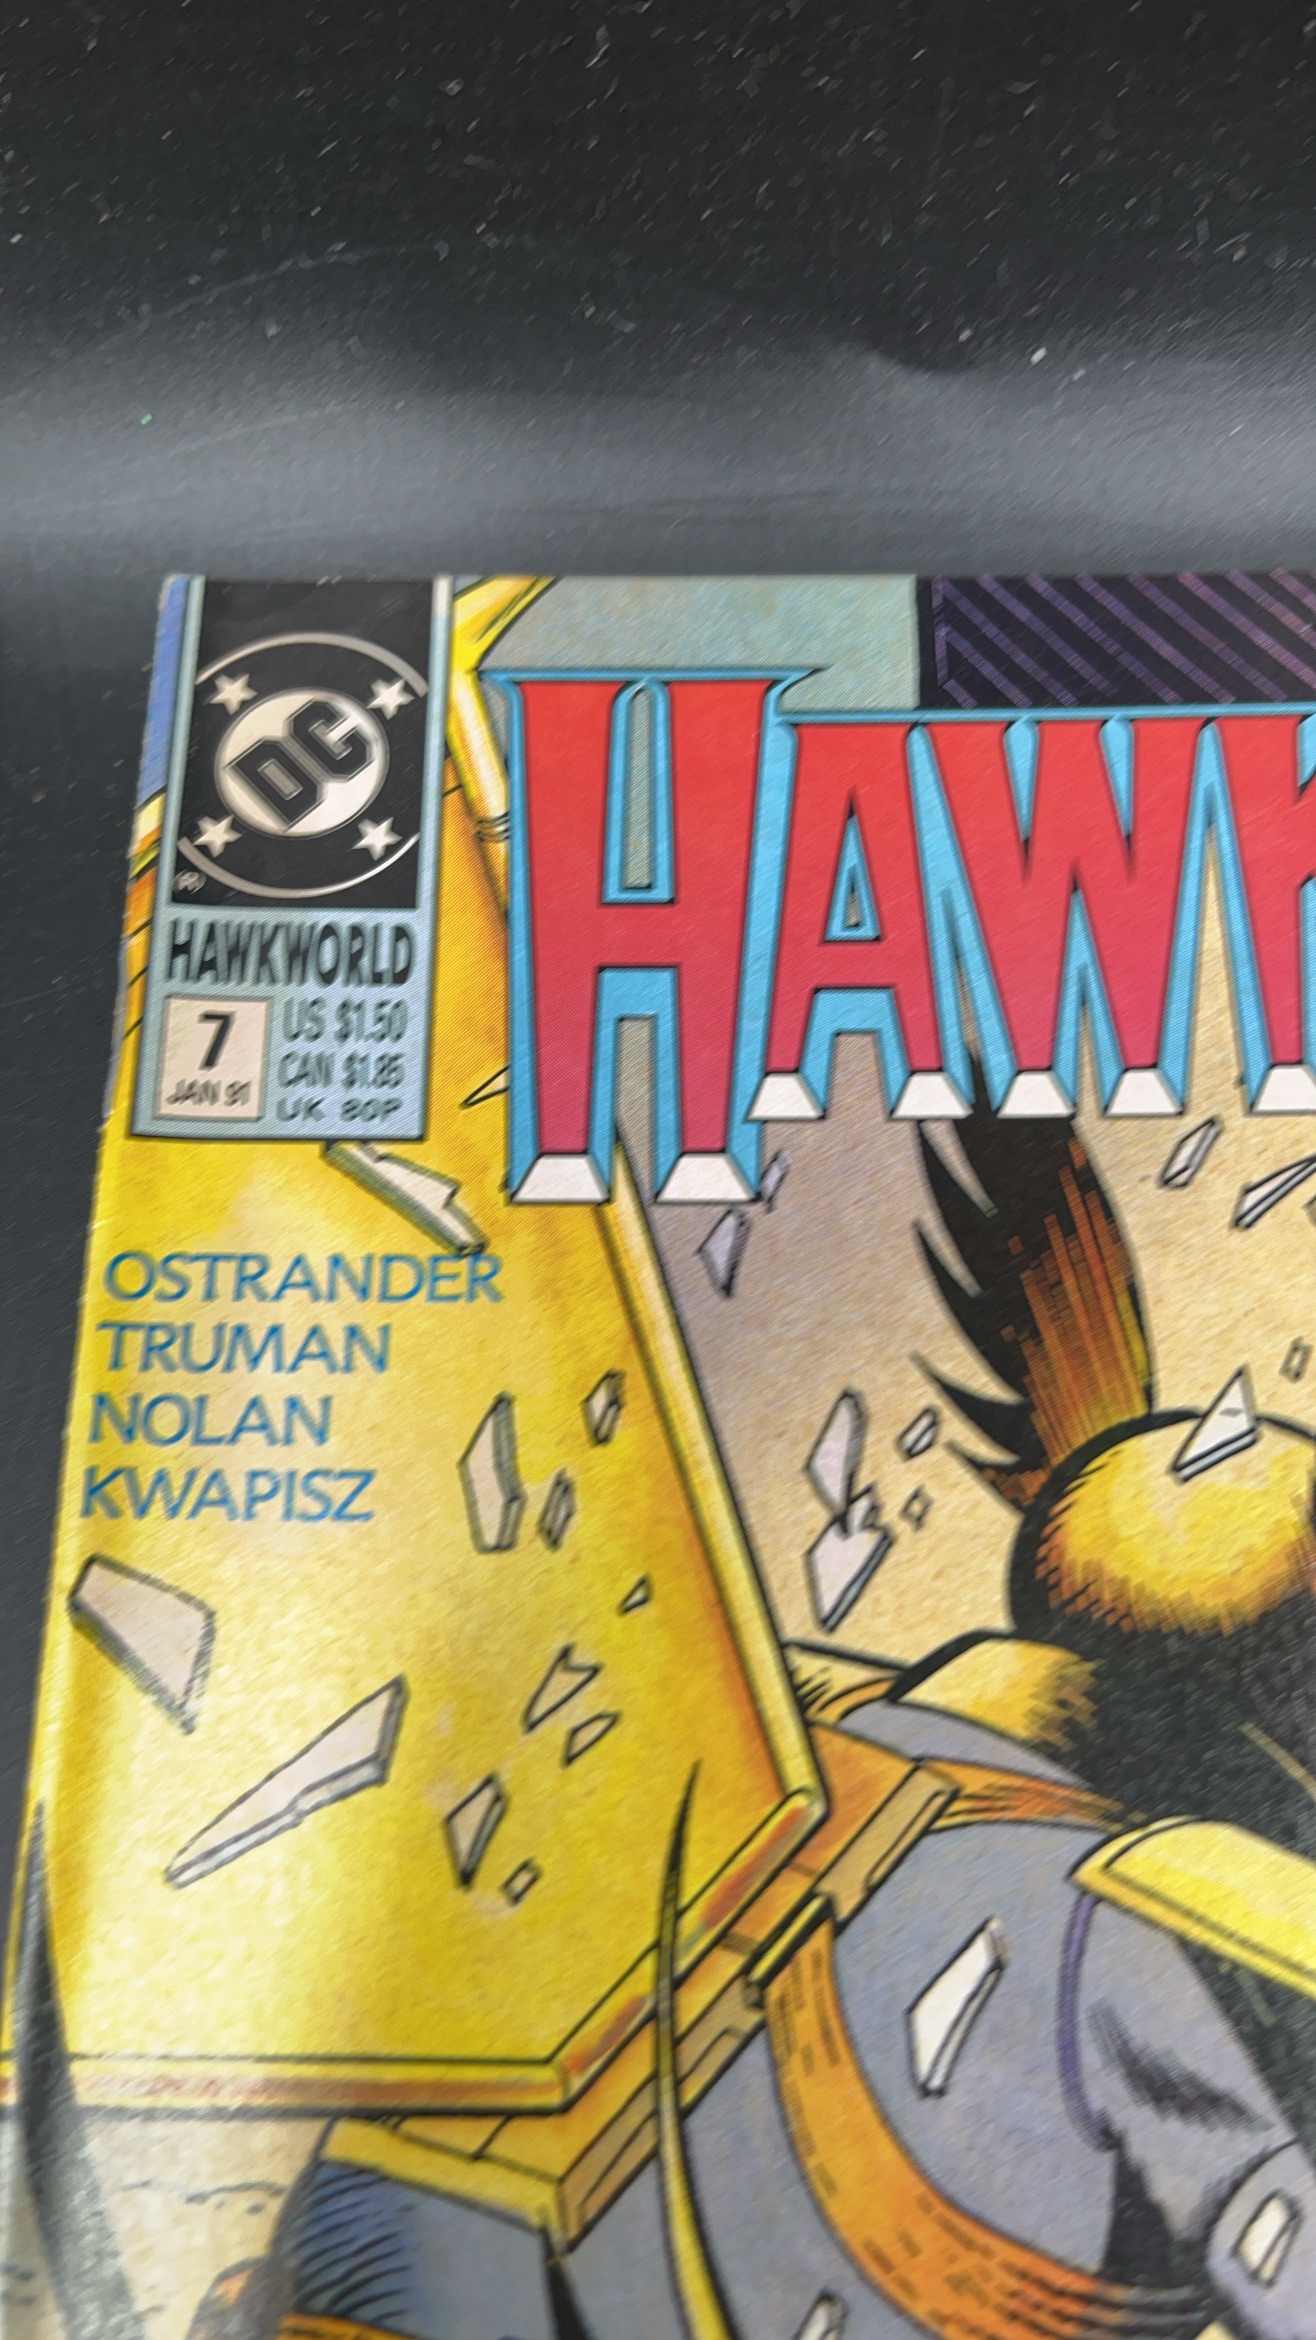 DC
HAWKWORLD
7
JAN 91
US $1.50
CAN $1.85
UK 80P
HAWK
OSTRANDER
TRUMAN
NOLAN
KWAPISZ